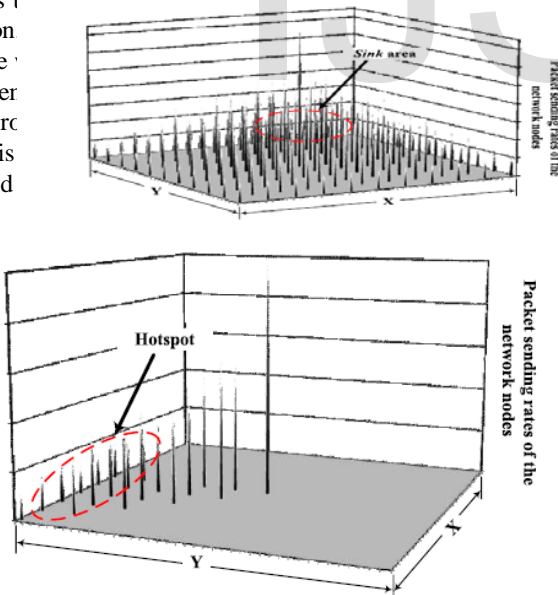 Sink area
Packet sending rates of the
network nodes
Y
X
Hotspot
Packet sending rates of the
network nodes
X
Y